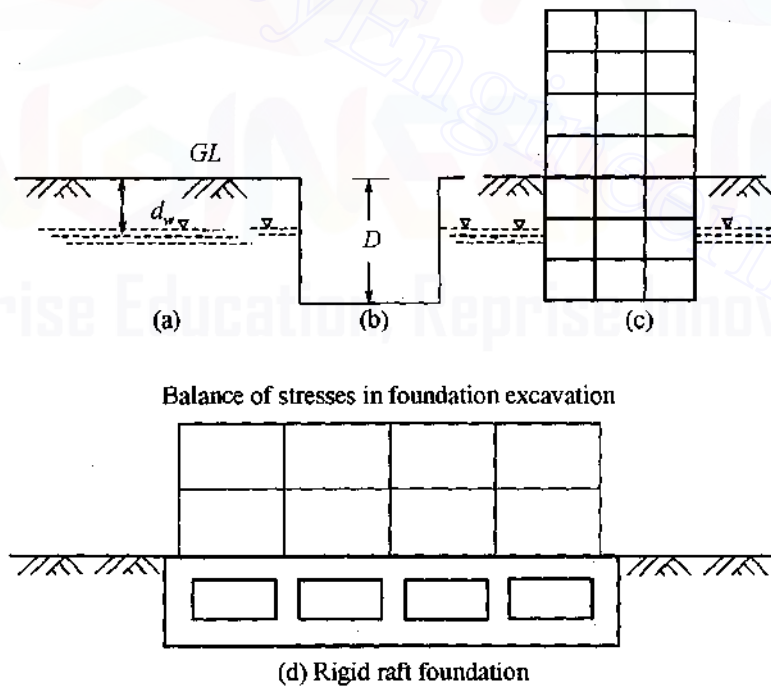 GL
d_w
D
(a)
(b)
(c)
Balance of stresses in foundation excavation
(d) Rigid raft foundation